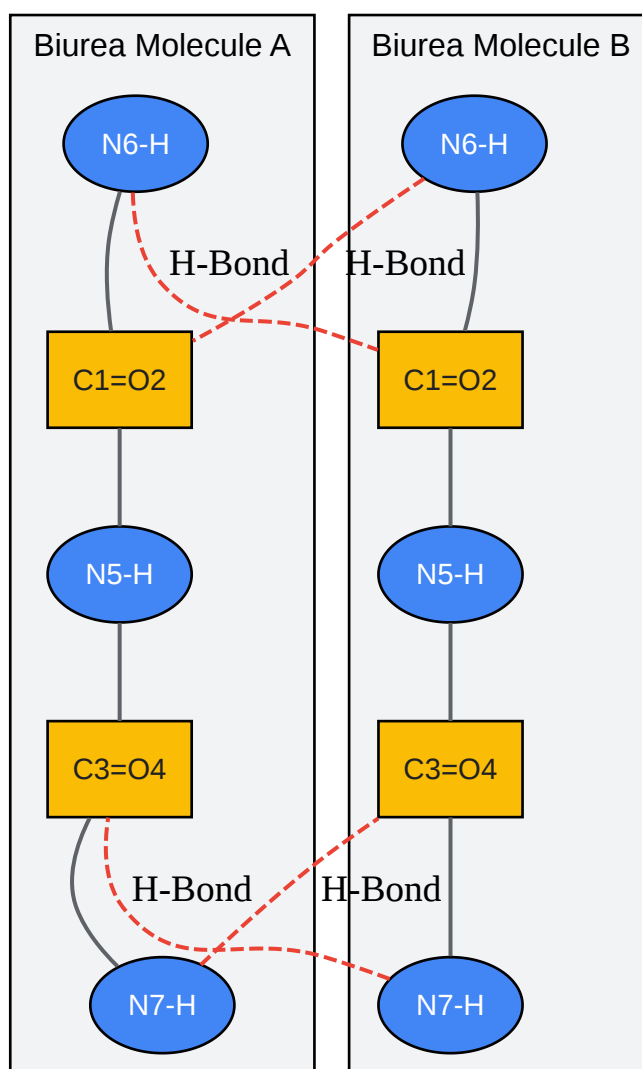 Biurea Molecule A
Biurea Molecule B
N6-H
N6-H
H-Bond
H-Bond
C1=O2
C1=O2
N5-H
N5-H
C3=O4
C3=O4
H-Bond
H-Bond
N7-H
N7-H